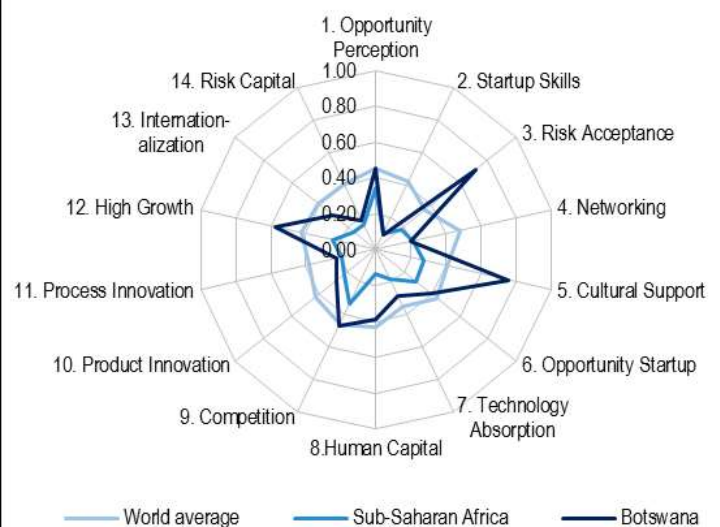 1. Opportunity
Perception
1.00
14. Risk Capital
2. Startup Skills
0.80
13. Internation-
alization
3. Risk Acceptance
0.60
0.40
12. High Growth
4. Networking
0.20
0.00
11. Process Innovation
5. Cultural Support
10. Product Innovation
6. Opportunity Startup
9. Competition
7. Technology
Absorption
8.Human Capital
World average
Sub-Saharan Africa
Botswana